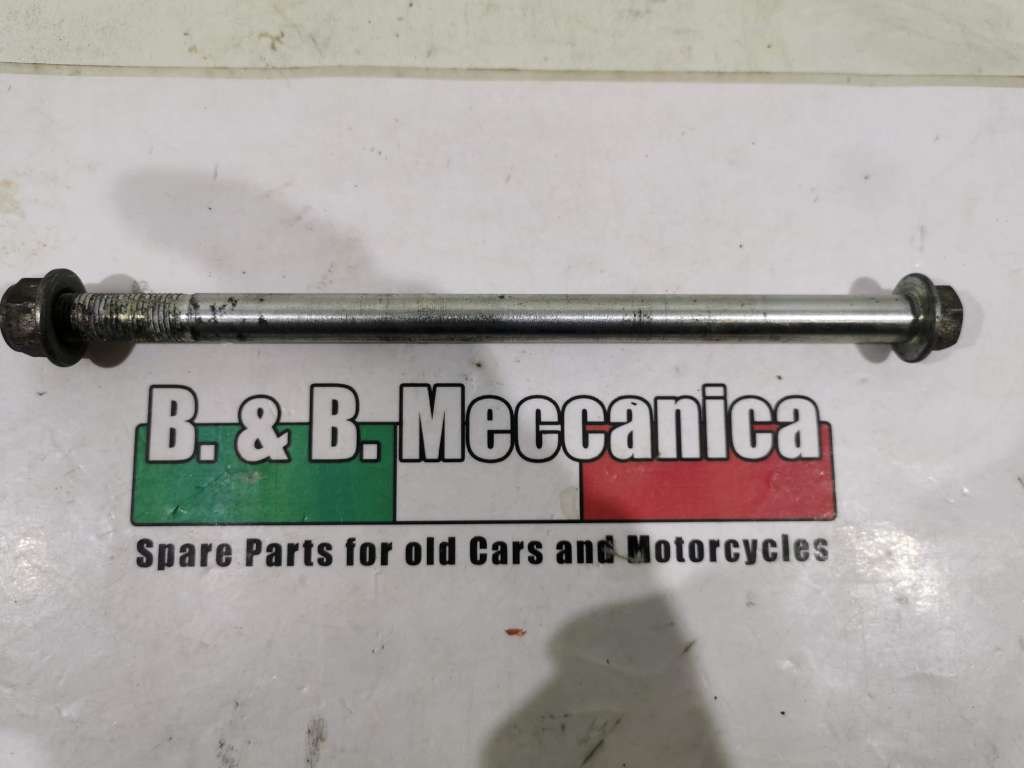 B. & B. Meccanica
Spare Parts for old Cars and Motorcycles